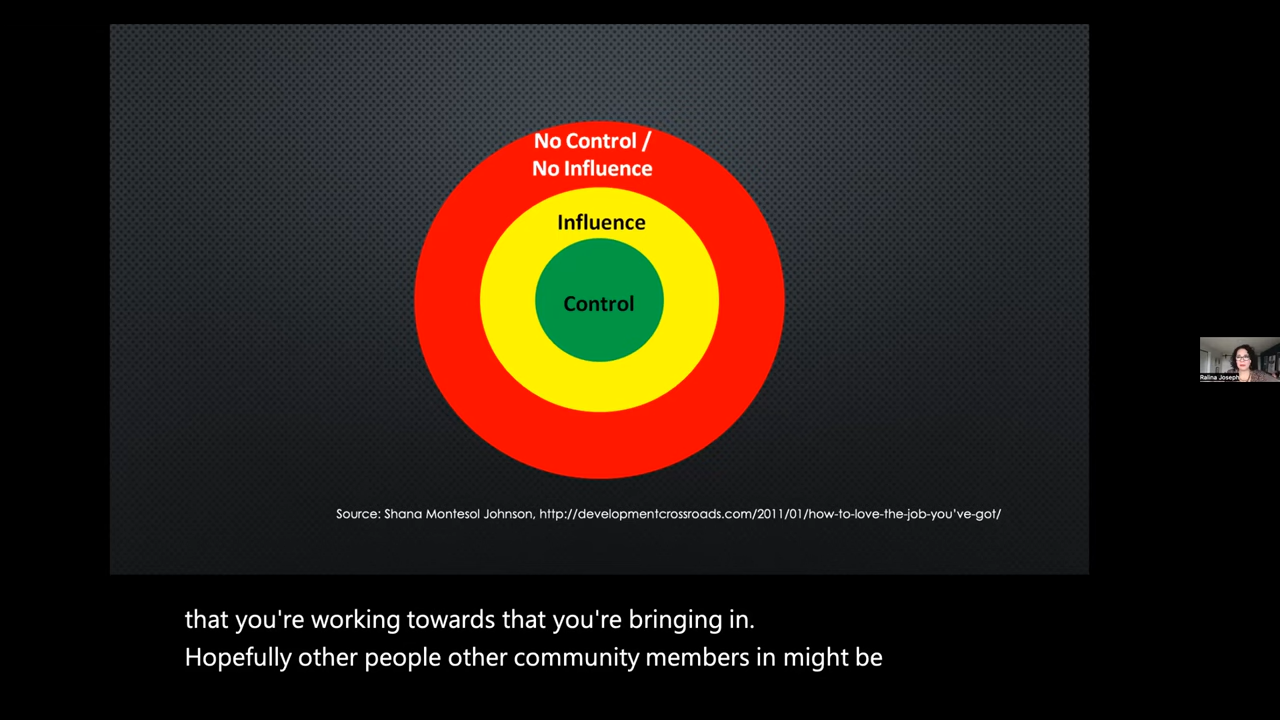 No Control /
No Influence
Influence
Control
Source: Shana Montesol Johnson, http://developmentcrossroads.com/2011/01/how-to-love-the-job-you've-got/
Ralina Joseph
that you're working towards that you're bringing in.
Hopefully other people other community members in might be